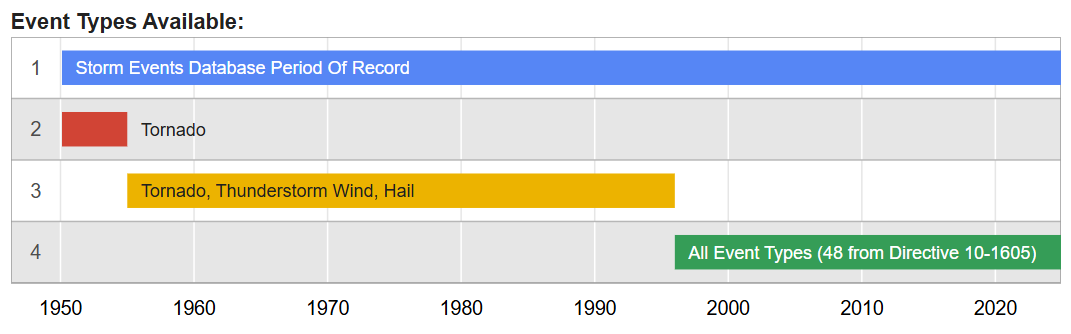 Event Types Available:
1 Storm Events Database Period Of Record
2 Tornado
3 Tornado, Thunderstorm Wind, Hail
4 All Event Types (48 from Directive 10-1605)
1950 1960 1970 1980 1990 2000 2010 2020